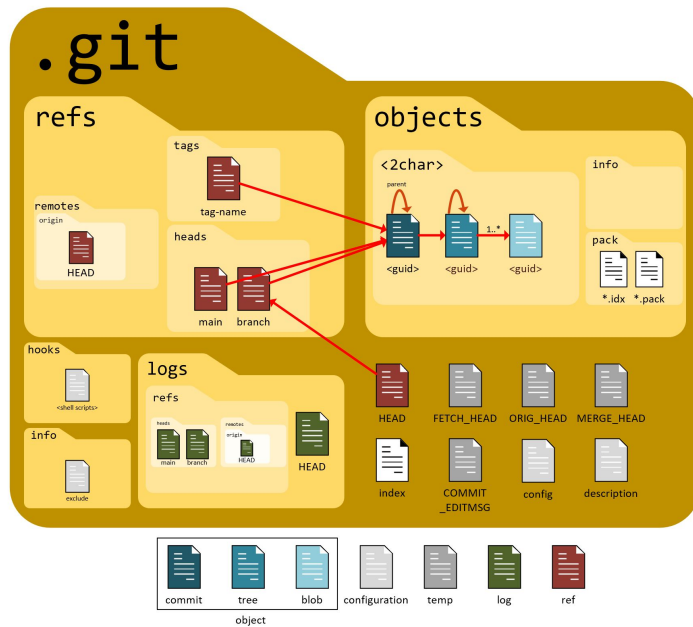 .git
refs
tags
tag-name
remotes
origin
HEAD
heads
main
branch
objects
<2char>
parent
1..*
<guid>
<guid>
<guid>
info
pack
*.idx
*.pack
hooks
<shell scripts>
info
exclude
logs
refs
heads
main
branch
remotes
origin
HEAD
HEAD
HEAD
FETCH_HEAD
ORIG_HEAD
MERGE_HEAD
index
COMMIT
_EDITMSG
config
description
commit
tree
blob
configuration
temp
log
ref
object